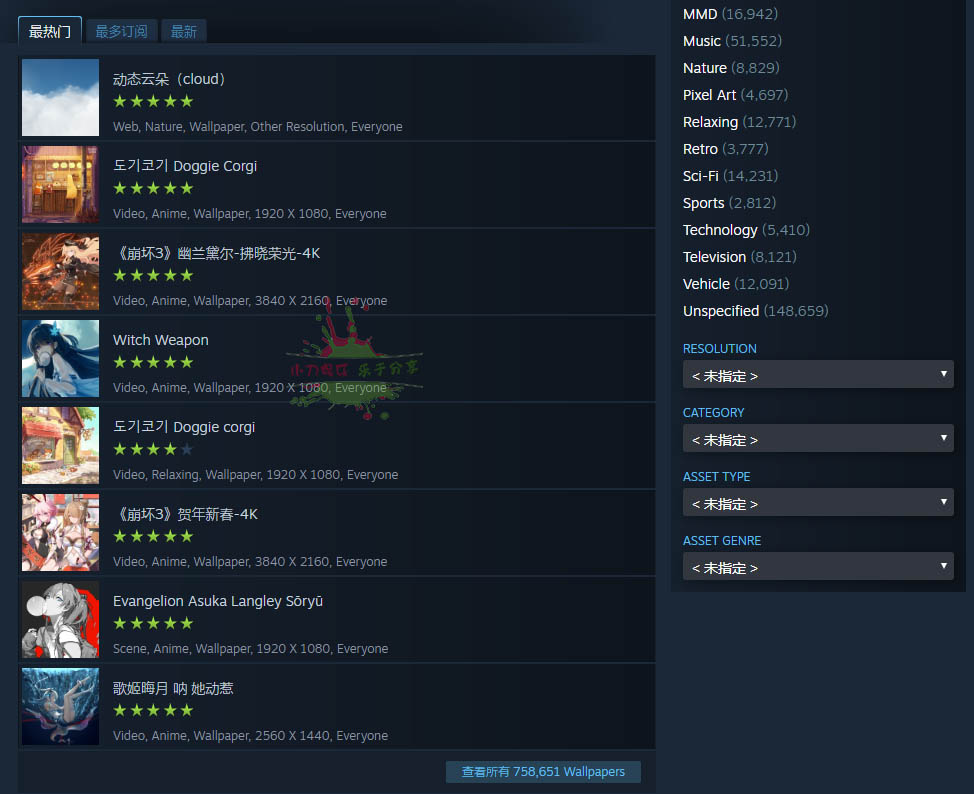 最热门
最多订阅
最新
动态云朵（cloud）
Web, Nature, Wallpaper, Other Resolution, Everyone
도기코기 Doggie Corgi
Video, Anime, Wallpaper, 1920 X 1080, Everyone
《崩坏3》幽兰黛尔-拂晓荣光-4K
Video, Anime, Wallpaper, 3840 X 2160, Everyone
Witch Weapon
Video, Anime, Wallpaper, 1920 X 1080, Everyone
小刀娱乐 乐于分享
도기코기 Doggie corgi
Video, Relaxing, Wallpaper, 1920 X 1080, Everyone
《崩坏3》贺年新春-4K
Video, Anime, Wallpaper, 3840 X 2160, Everyone
Evangelion Asuka Langley Sōryū
Scene, Anime, Wallpaper, 1920 X 1080, Everyone
歌姬晦月 呐 她动惹
Video, Anime, Wallpaper, 2560 X 1440, Everyone
查看所有 758,651 Wallpapers
MMD (16,942)
Music (51,552)
Nature (8,829)
Pixel Art (4,697)
Relaxing (12,771)
Retro (3,777)
Sci-Fi (14,231)
Sports (2,812)
Technology (5,410)
Television (8,121)
Vehicle (12,091)
Unspecified (148,659)
RESOLUTION
< 未指定 >
CATEGORY
< 未指定 >
ASSET TYPE
< 未指定 >
ASSET GENRE
< 未指定 >